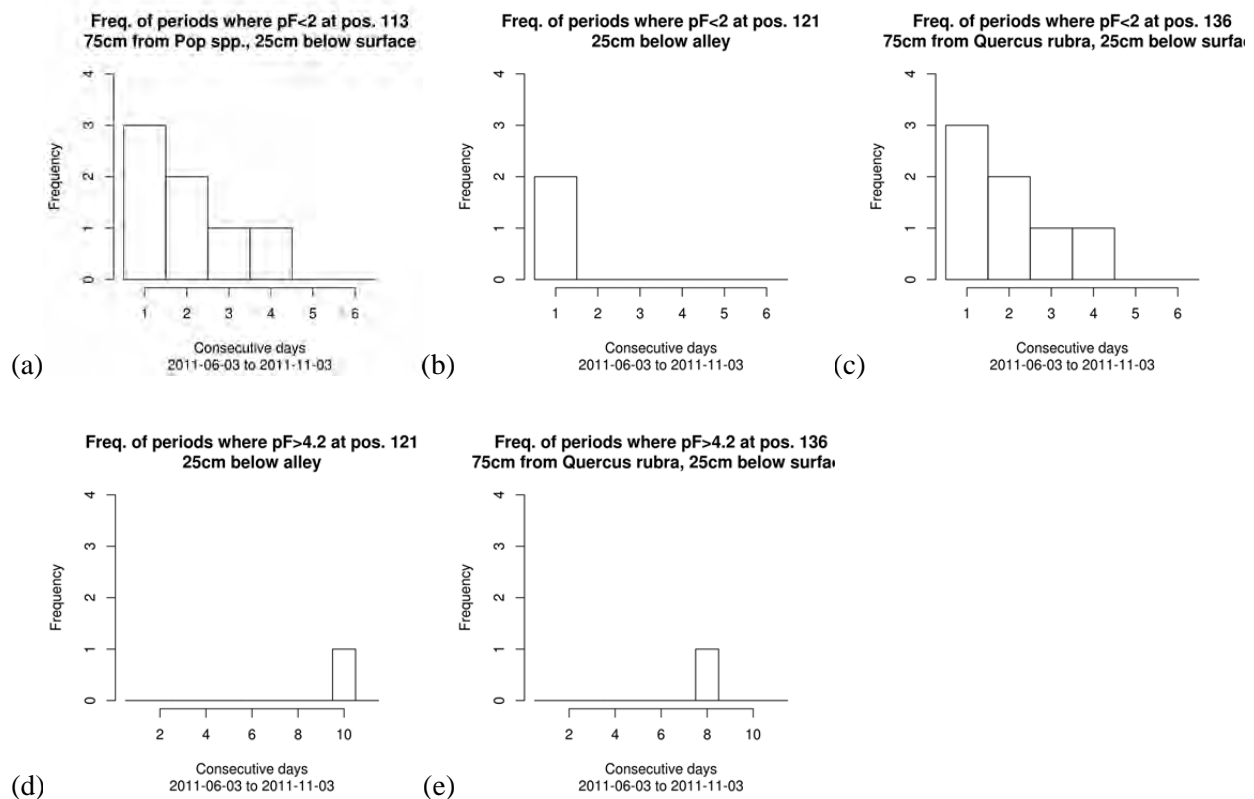 Freq. of periods where pF<2 at pos. 113
75cm from Pop spp., 25cm below surface
Frequency
0 1 2 3 4
1 2 3 4 5 6
Consecutive days
2011-06-03 to 2011-11-03
(a)
Freq. of periods where pF<2 at pos. 121
25cm below alley
Frequency
0 1 2 3 4
1 2 3 4 5 6
Consecutive days
2011-06-03 to 2011-11-03
(b)
Freq. of periods where pF<2 at pos. 136
75cm from Quercus rubra, 25cm below surfa
Frequency
0 1 2 3 4
1 2 3 4 5 6
Consecutive days
2011-06-03 to 2011-11-03
(c)
Freq. of periods where pF>4.2 at pos. 121
25cm below alley
Frequency
0 1 2 3 4
2 4 6 8 10
Consecutive days
2011-06-03 to 2011-11-03
(d)
Freq. of periods where pF>4.2 at pos. 136
75cm from Quercus rubra, 25cm below surfa
Frequency
0 1 2 3 4
2 4 6 8 10
Consecutive days
2011-06-03 to 2011-11-03
(e)